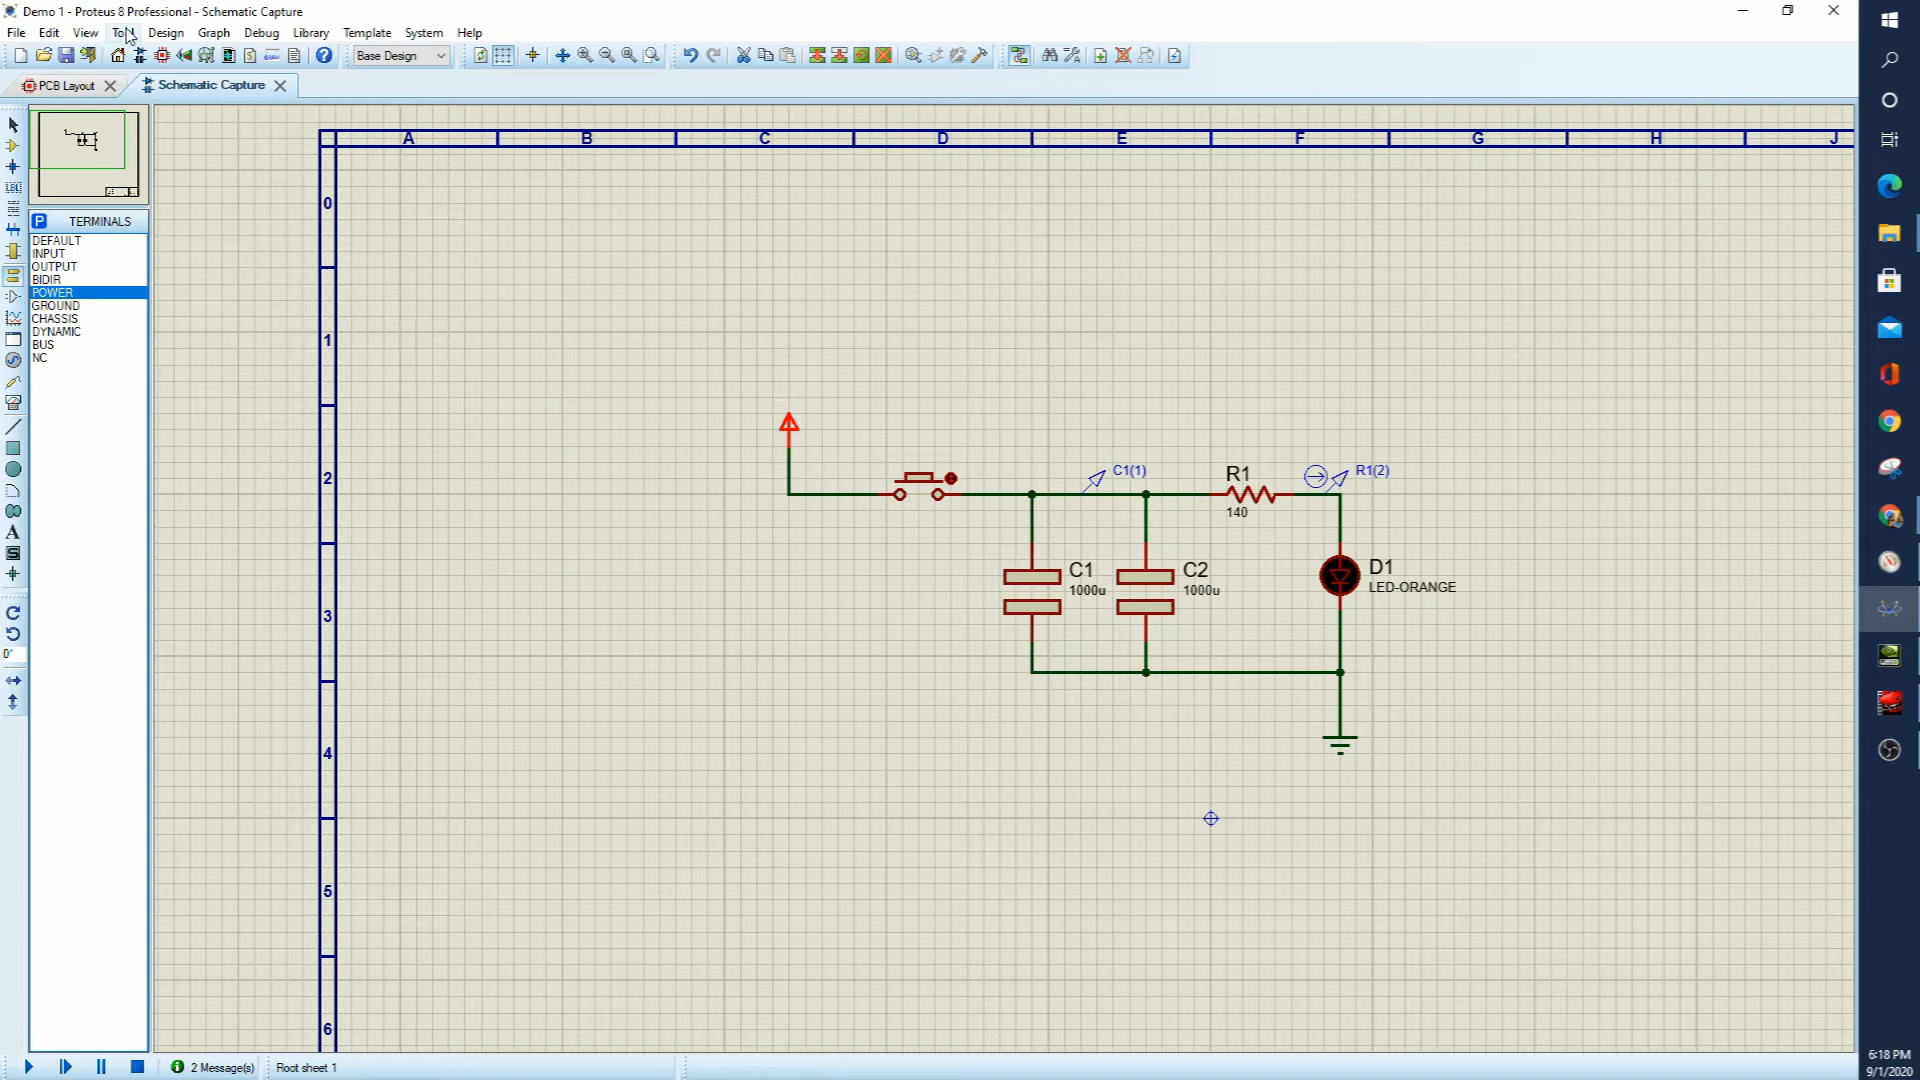 Demo 1 - Proteus 8 Professional - Schematic Capture
File Edit View Tool Design Graph Debug Library Template System Help
Base Design
PCB Layout
Schematic Capture
A B C D E F G H J
0
1
2
3
4
5
6
P TERMINALS
DEFAULT
INPUT
OUTPUT
BIDIR
POWER
GROUND
CHASSIS
DYNAMIC
BUS
NC
LBL
A
S
0°
C1(1)
R1
140
R1(2)
C1
1000u
C2
1000u
D1
LED-ORANGE
2 Message(s)
Root sheet 1
6:18 PM
9/1/2020